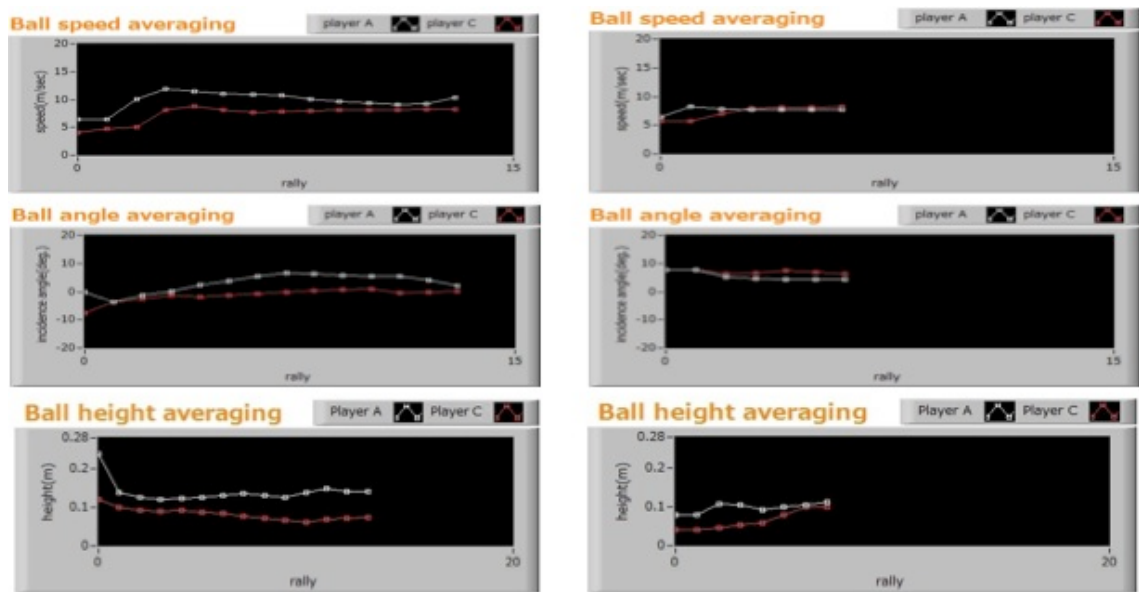 Ball speed averaging player A player C
20
15
10
5
0
speed(m/sec)
0 15
rally
Ball speed averaging player A player C
20
15
10
5
0
speed(m/sec)
0 15
rally
Ball angle averaging player A player C
20
10
0
-10
-20
incidence angle(deg.)
0 15
rally
Ball angle averaging player A player C
20
10
0
-10
-20
incidence angle(deg.)
0 15
rally
Ball height averaging Player A Player C
0.28
0.2
0.1
0
height(m)
0 20
rally
Ball height averaging Player A Player C
0.28
0.2
0.1
0
height(m)
0 20
rally